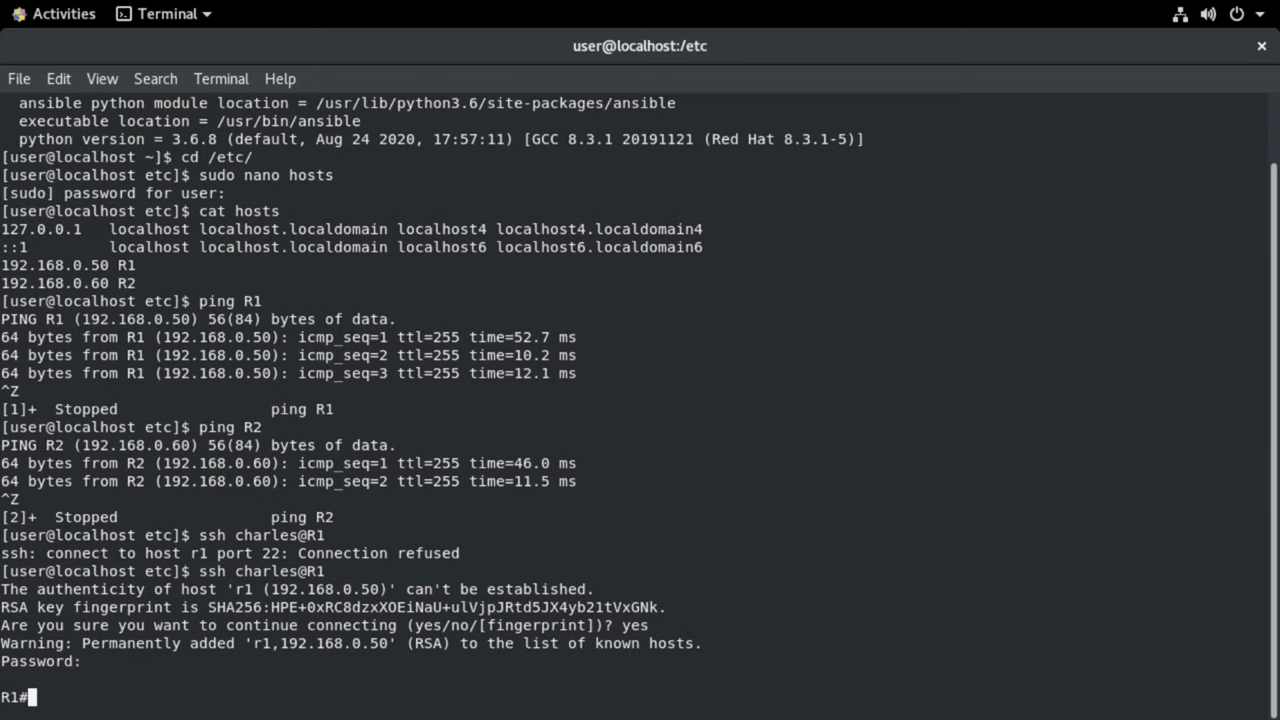 Activities Terminal
user@localhost:/etc
File Edit View Search Terminal Help
ansible python module location = /usr/lib/python3.6/site-packages/ansible
executable location = /usr/bin/ansible
python version = 3.6.8 (default, Aug 24 2020, 17:57:11) [GCC 8.3.1 20191121 (Red Hat 8.3.1-5)]
[user@localhost ~]$ cd /etc/
[user@localhost etc]$ sudo nano hosts
[sudo] password for user:
[user@localhost etc]$ cat hosts
127.0.0.1   localhost localhost.localdomain localhost4 localhost4.localdomain4
::1         localhost localhost.localdomain localhost6 localhost6.localdomain6
192.168.0.50 R1
192.168.0.60 R2
[user@localhost etc]$ ping R1
PING R1 (192.168.0.50) 56(84) bytes of data.
64 bytes from R1 (192.168.0.50): icmp_seq=1 ttl=255 time=52.7 ms
64 bytes from R1 (192.168.0.50): icmp_seq=2 ttl=255 time=10.2 ms
64 bytes from R1 (192.168.0.50): icmp_seq=3 ttl=255 time=12.1 ms
^Z
[1]+  Stopped                 ping R1
[user@localhost etc]$ ping R2
PING R2 (192.168.0.60) 56(84) bytes of data.
64 bytes from R2 (192.168.0.60): icmp_seq=1 ttl=255 time=46.0 ms
64 bytes from R2 (192.168.0.60): icmp_seq=2 ttl=255 time=11.5 ms
^Z
[2]+  Stopped                 ping R2
[user@localhost etc]$ ssh charles@R1
ssh: connect to host r1 port 22: Connection refused
[user@localhost etc]$ ssh charles@R1
The authenticity of host 'r1 (192.168.0.50)' can't be established.
RSA key fingerprint is SHA256:HPE+0xRC8dzxXOEiNaU+ulVjpJRtd5JX4yb21tVxGNk.
Are you sure you want to continue connecting (yes/no/[fingerprint])? yes
Warning: Permanently added 'r1,192.168.0.50' (RSA) to the list of known hosts.
Password:
R1#